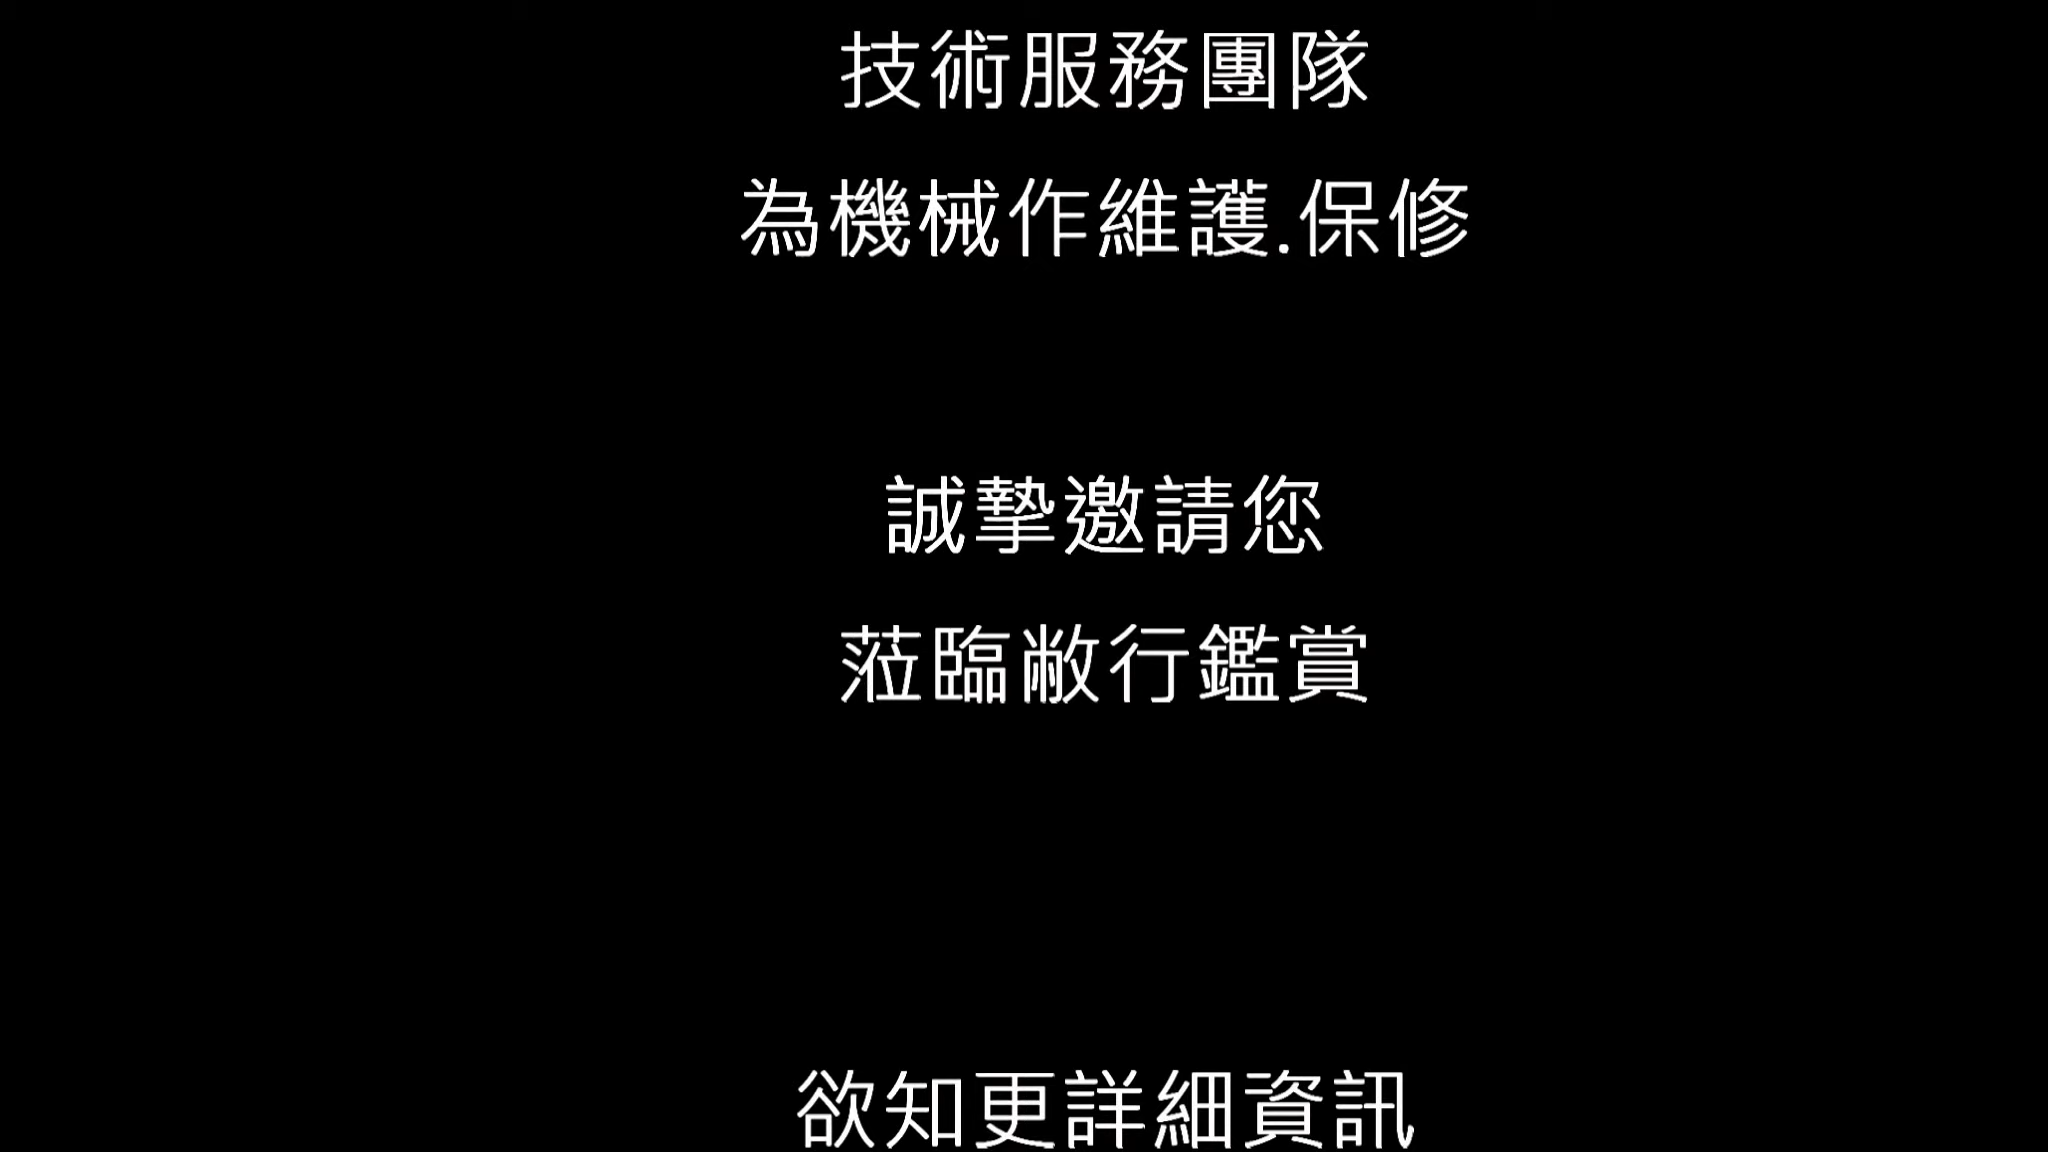 技術服務團隊
為機械作維護.保修
誠摯邀請您
蒞臨敝行鑑賞
欲知更詳細資訊